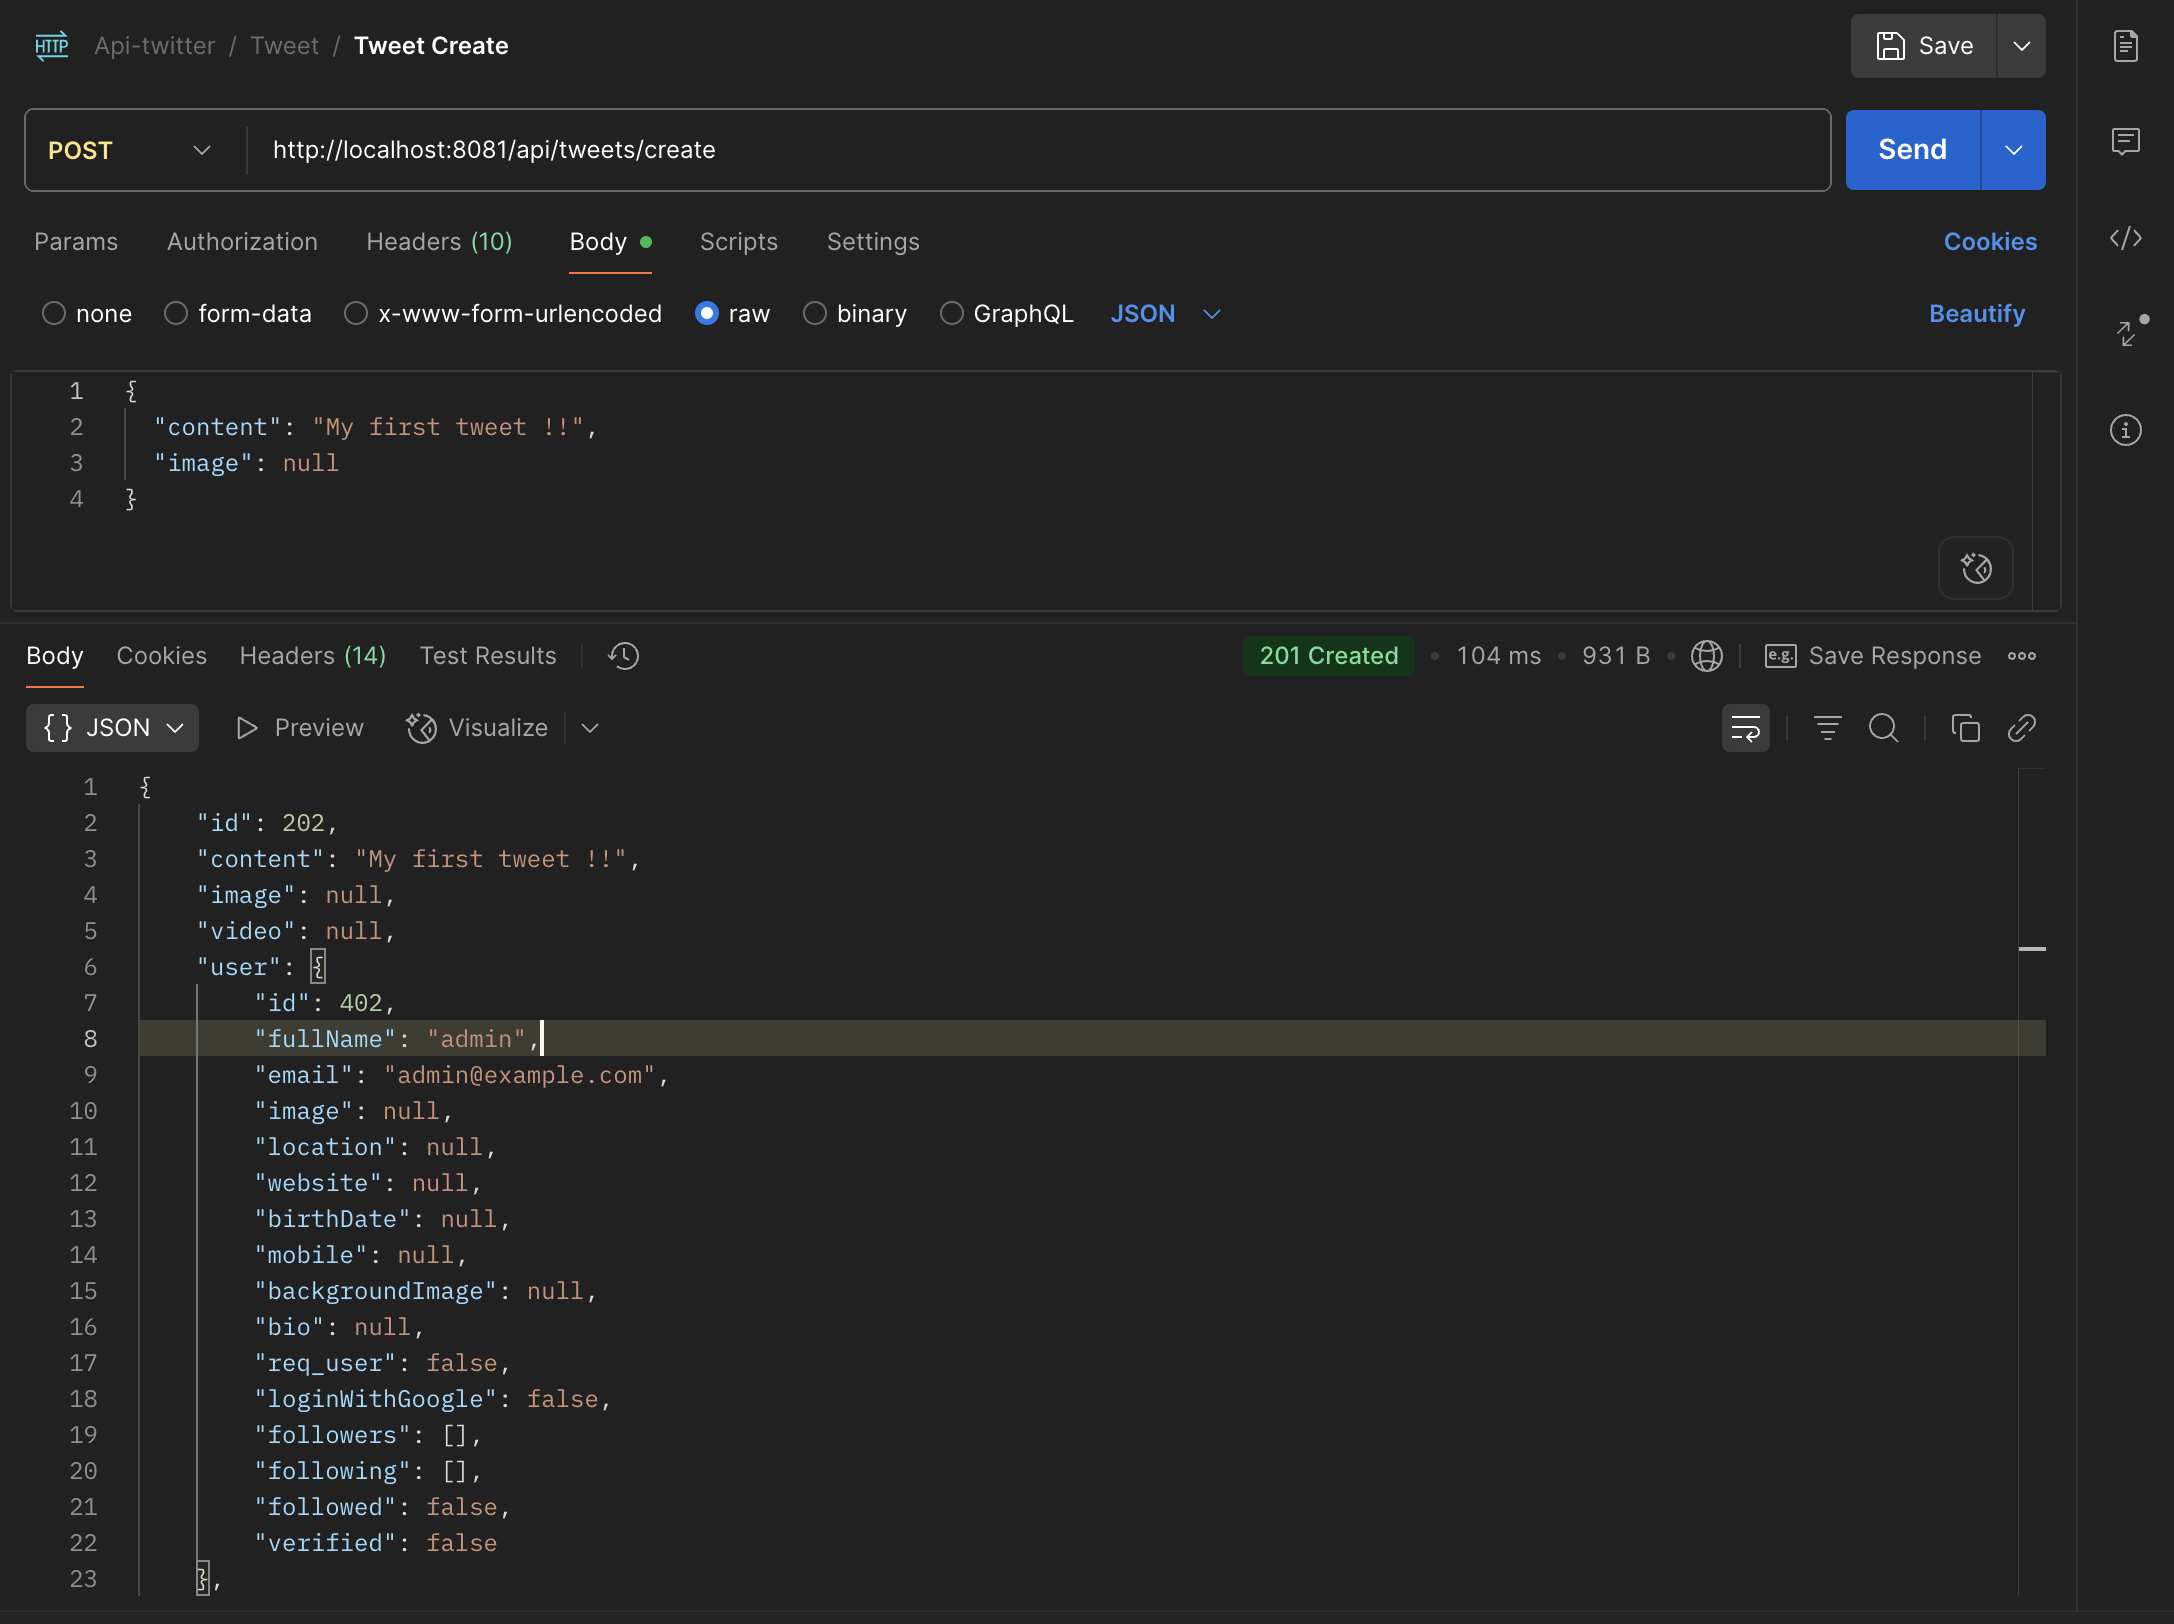 HTTP Api-twitter / Tweet / Tweet Create Save
POST http://localhost:8081/api/tweets/create Send
Params Authorization Headers (10) Body Scripts Settings Cookies
none form-data x-www-form-urlencoded raw binary GraphQL JSON Beautify
1 {
2 "content": "My first tweet !!",
3 "image": null
4 }
Body Cookies Headers (14) Test Results 201 Created • 104 ms • 931 B • e.g. Save Response
{} JSON Preview Visualize
1 {
2 "id": 202,
3 "content": "My first tweet !!",
4 "image": null,
5 "video": null,
6 "user": {
7 "id": 402,
8 "fullName": "admin",
9 "email": "admin@example.com",
10 "image": null,
11 "location": null,
12 "website": null,
13 "birthDate": null,
14 "mobile": null,
15 "backgroundImage": null,
16 "bio": null,
17 "req_user": false,
18 "loginWithGoogle": false,
19 "followers": [],
20 "following": [],
21 "followed": false,
22 "verified": false
23 },